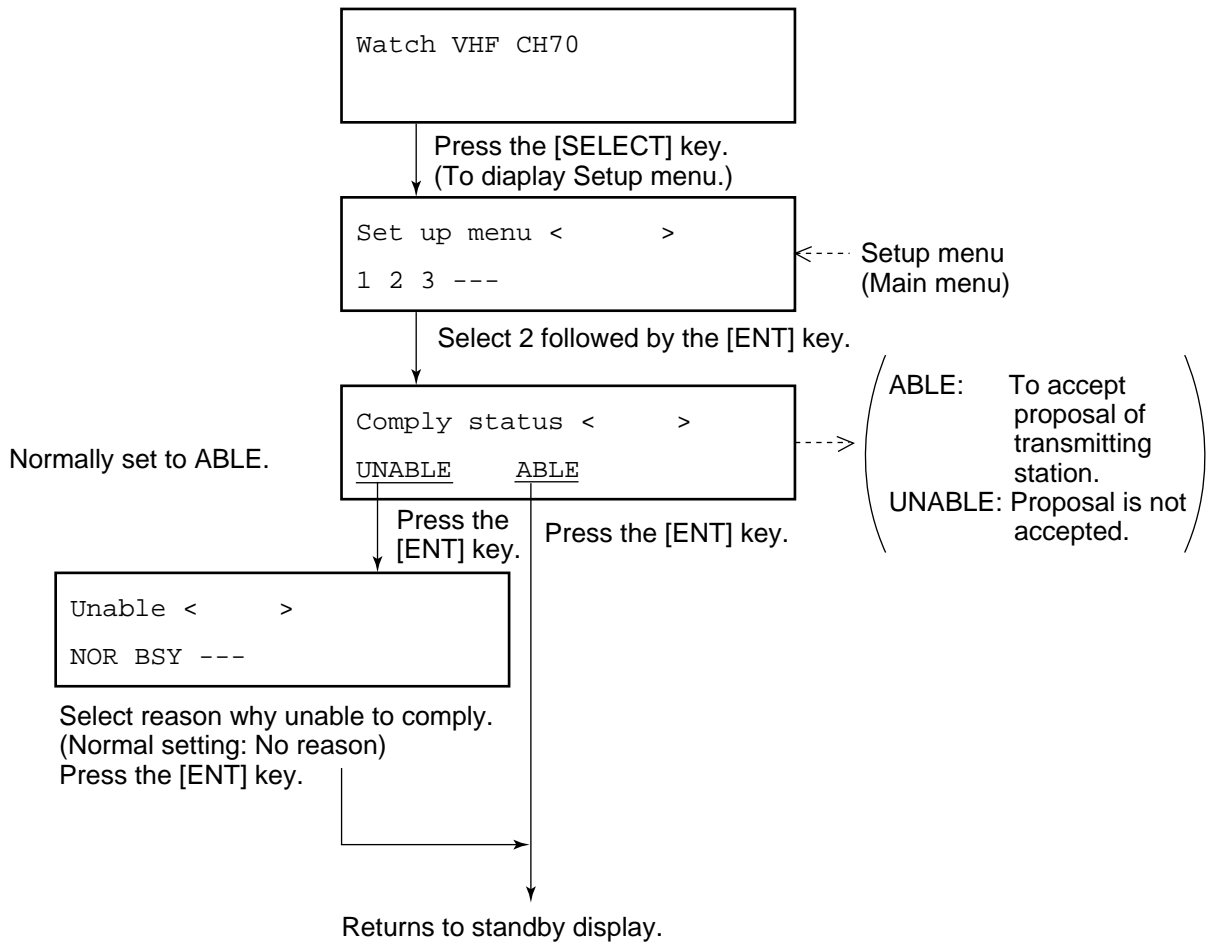 Watch VHF CH70
Press the [SELECT] key.
(To diaplay Setup menu.)
Set up menu < >
1 2 3 ---
Setup menu
(Main menu)
Select 2 followed by the [ENT] key.
Comply status < >
UNABLE ABLE
Normally set to ABLE.
ABLE: To accept
proposal of
transmitting
station.
UNABLE: Proposal is not
accepted.
Press the
[ENT] key.
Press the [ENT] key.
Unable < >
NOR BSY ---
Select reason why unable to comply.
(Normal setting: No reason)
Press the [ENT] key.
Returns to standby display.